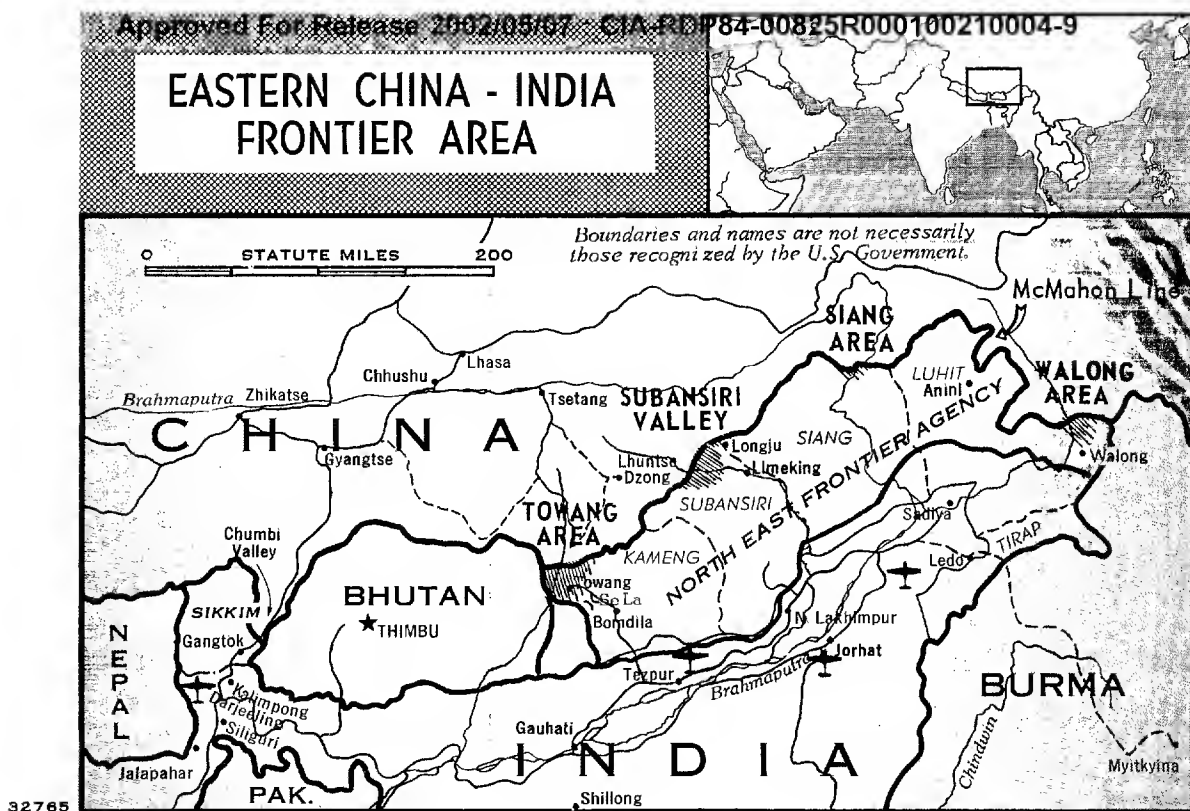 Approved For Release 2002/05/07 : CIA-RDP84-00825R000100210004-9
EASTERN CHINA - INDIA
FRONTIER AREA
0 STATUTE MILES 200
Boundaries and names are not necessarily
those recognized by the U.S. Government.
McMahon Line
SIANG
AREA
Lhasa
Chhushu
LUHIT
Anini
WALONG
AREA
Brahmaputra
Zhikatse
Tsetang
SUBANSIRI
VALLEY
CHINA
Gyangtse
Longju
SIANG
Limeking
Walong
Lhuntse
Dzong
SUBANSIRI
NORTH EAST FRONTIER AGENCY
Sadiya
TOWANG
AREA
Chumbi
Valley
KAMENG
Ledo
TIRAP
Towang
Se La
Bomdila
BHUTAN
THIMBU
SIKKIM
Gangtok
N. Lakhimpur
Jorhat
NEPAL
Tezpur
Brahmaputra
BURMA
Kalimpong
Darjeeling
Siliguri
Gauhati
INDIA
Chindwin
Jalapahar
PAK.
Myitkyina
Shillong
32765